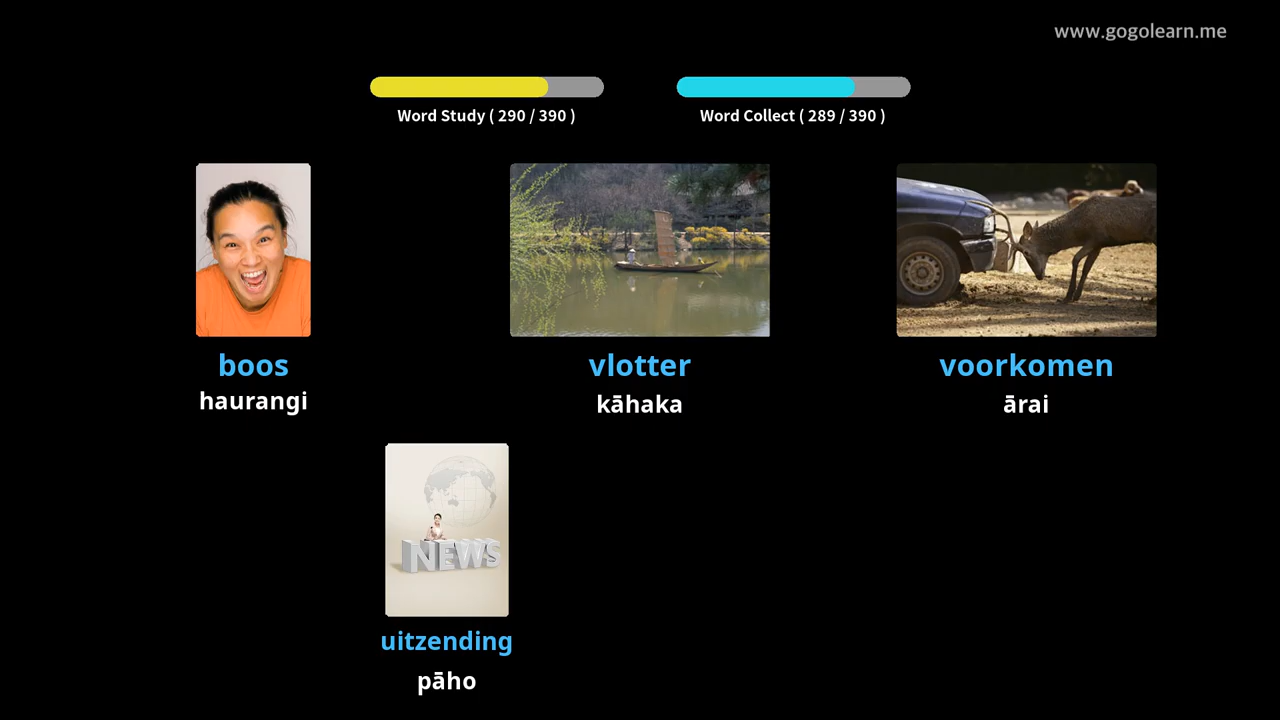 www.gogolearn.me
Word Study ( 290 / 390 )
Word Collect ( 289 / 390 )
boos
haurangi
vlotter
kāhaka
voorkomen
ārai
NEWS
uitzending
pāho